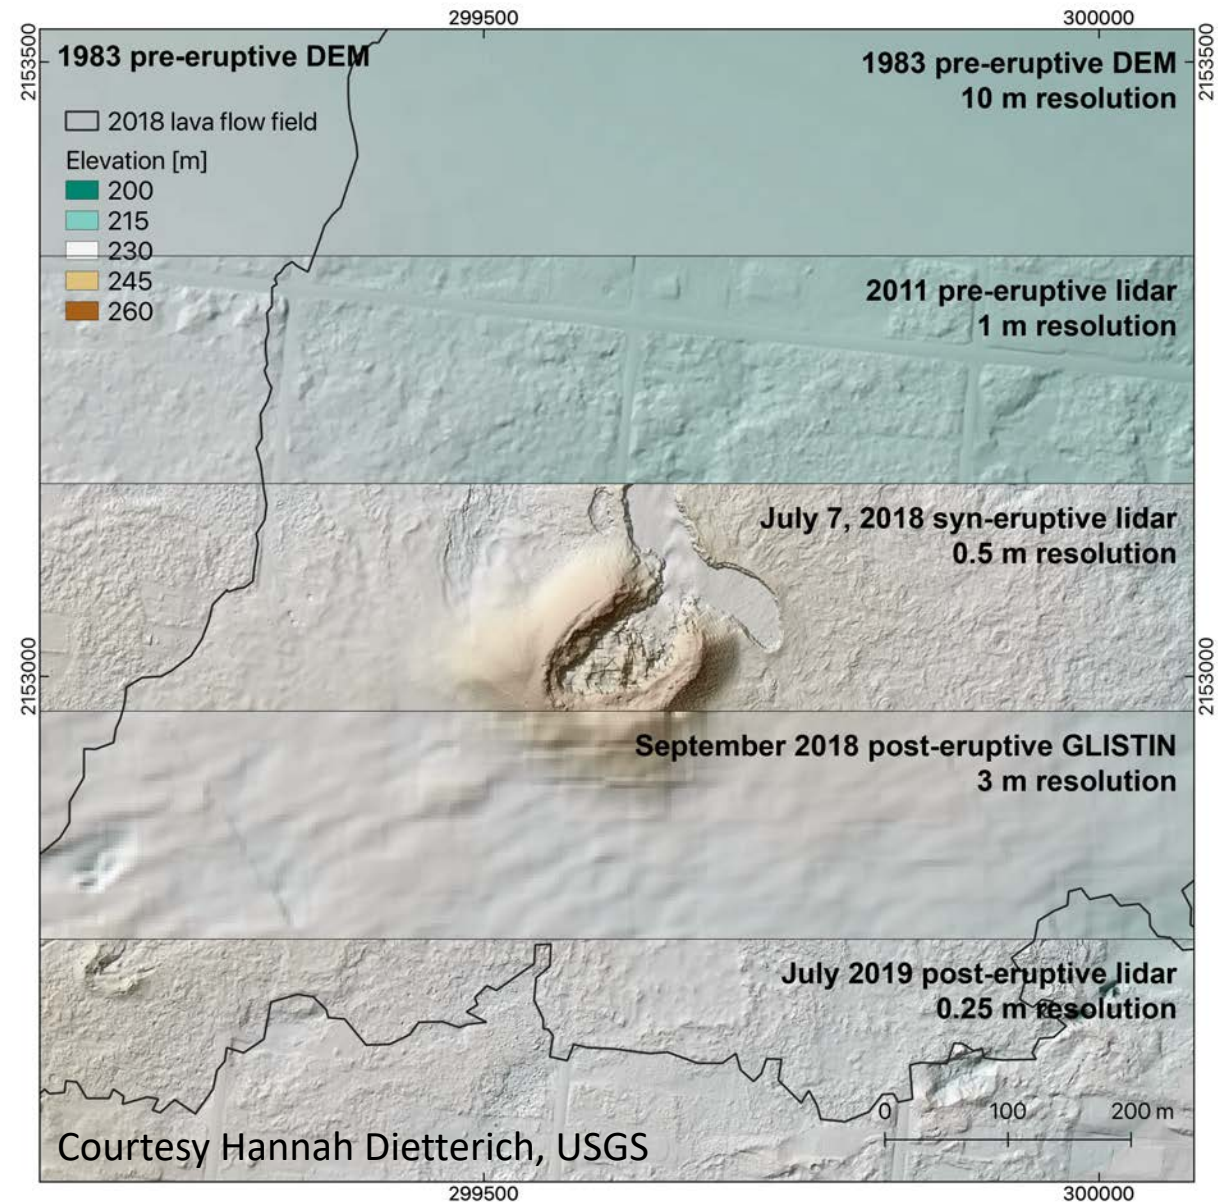 299500
300000
2153500
2153500
1983 pre-eruptive DEM
1983 pre-eruptive DEM
10 m resolution
2018 lava flow field
Elevation [m]
200
215
230
245
260
2011 pre-eruptive lidar
1 m resolution
July 7, 2018 syn-eruptive lidar
0.5 m resolution
2153000
2153000
September 2018 post-eruptive GLISTIN
3 m resolution
July 2019 post-eruptive lidar
0.25 m resolution
0 100 200 m
Courtesy Hannah Dietterich, USGS
299500
300000